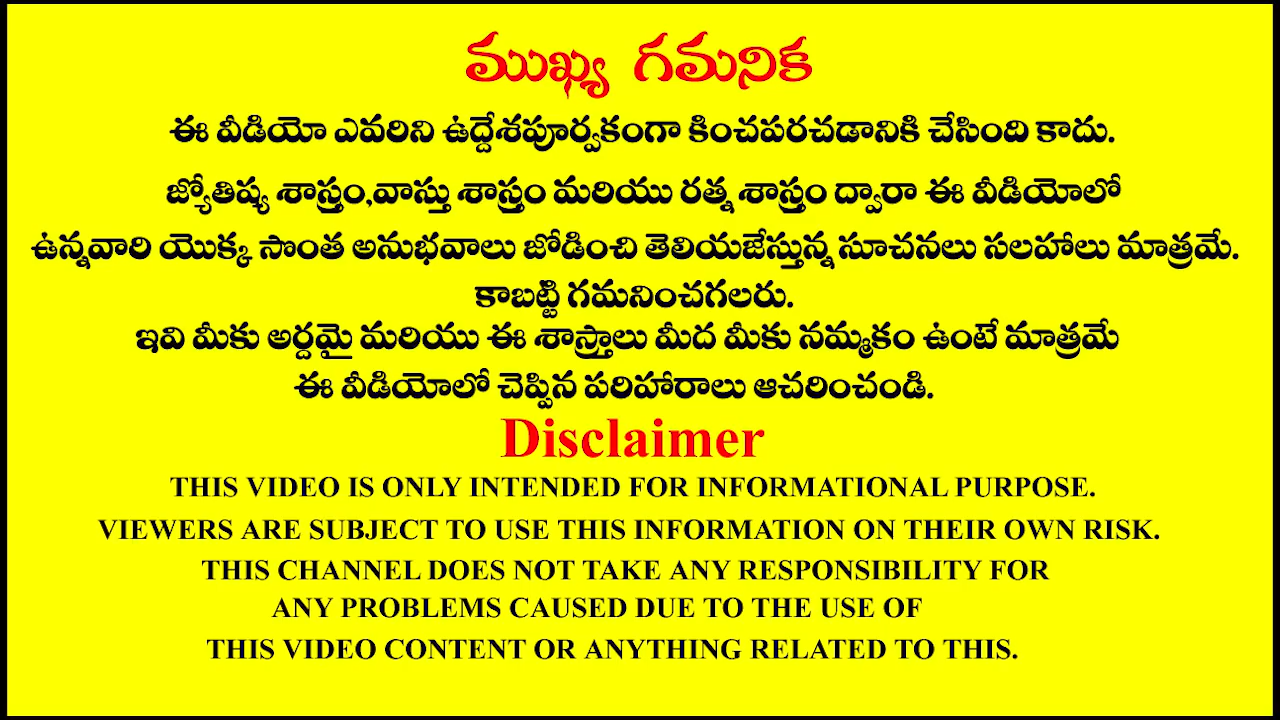 ముఖ్య గమనిక
ఈ వీడియో ఎవరిని ఉద్దేశపూర్వకంగా కించపరచడానికి చేసింది కాదు.
జ్యోతిష్య శాస్త్రం,వాస్తు శాస్త్రం మరియు రత్న శాస్త్రం ద్వారా ఈ వీడియోలో
ఉన్నవారి యొక్క సొంత అనుభవాలు జోడించి తెలియజేస్తున్న సూచనలు సలహాలు మాత్రమే.
కాబట్టి గమనించగలరు.
ఇవి మీకు అర్దమై మరియు ఈ శాస్త్రాలు మీద మీకు నమ్మకం ఉంటే మాత్రమే
ఈ వీడియోలో చెప్పిన పరిహారాలు ఆచరించండి.
Disclaimer
THIS VIDEO IS ONLY INTENDED FOR INFORMATIONAL PURPOSE.
VIEWERS ARE SUBJECT TO USE THIS INFORMATION ON THEIR OWN RISK.
THIS CHANNEL DOES NOT TAKE ANY RESPONSIBILITY FOR
ANY PROBLEMS CAUSED DUE TO THE USE OF
THIS VIDEO CONTENT OR ANYTHING RELATED TO THIS.